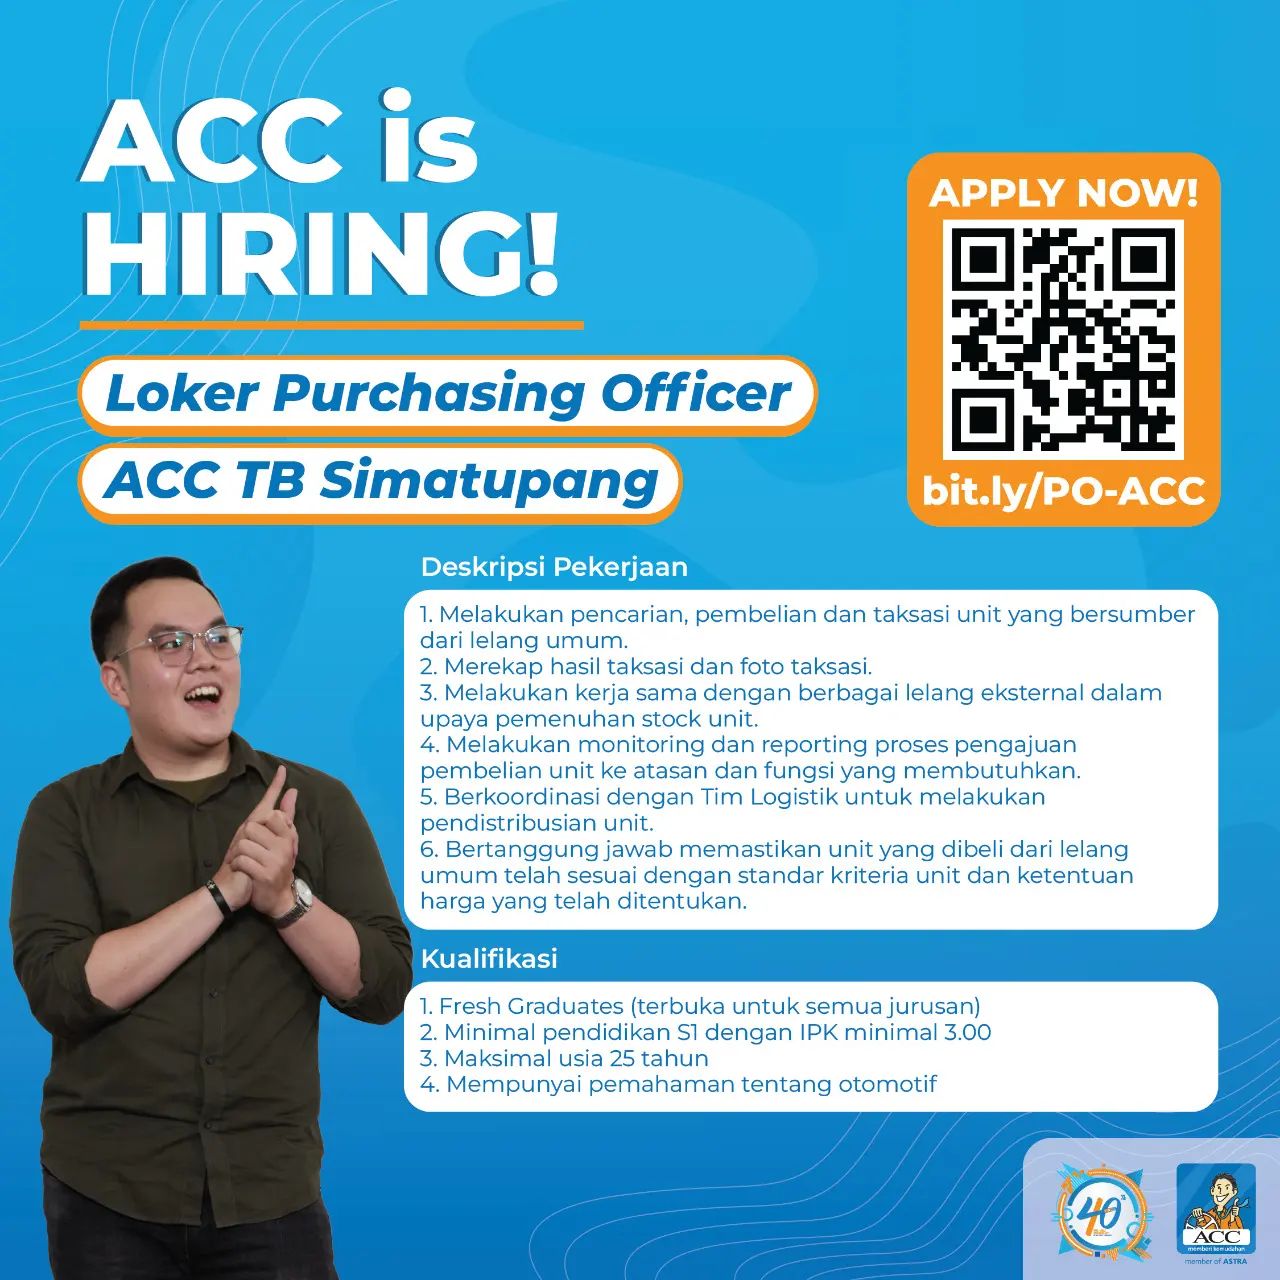 ACC is
HIRING!
APPLY NOW!
bit.ly/PO-ACC
Loker Purchasing Officer
ACC TB Simatupang
Deskripsi Pekerjaan
1. Melakukan pencarian, pembelian dan taksasi unit yang bersumber
dari lelang umum.
2. Merekap hasil taksasi dan foto taksasi.
3. Melakukan kerja sama dengan berbagai lelang eksternal dalam
upaya pemenuhan stock unit.
4. Melakukan monitoring dan reporting proses pengajuan
pembelian unit ke atasan dan fungsi yang membutuhkan.
5. Berkoordinasi dengan Tim Logistik untuk melakukan
pendistribusian unit.
6. Bertanggung jawab memastikan unit yang dibeli dari lelang
umum telah sesuai dengan standar kriteria unit dan ketentuan
harga yang telah ditentukan.
Kualifikasi
1. Fresh Graduates (terbuka untuk semua jurusan)
2. Minimal pendidikan S1 dengan IPK minimal 3.00
3. Maksimal usia 25 tahun
4. Mempunyai pemahaman tentang otomotif
40
ACC
memberi kemudahan
member of ASTRA